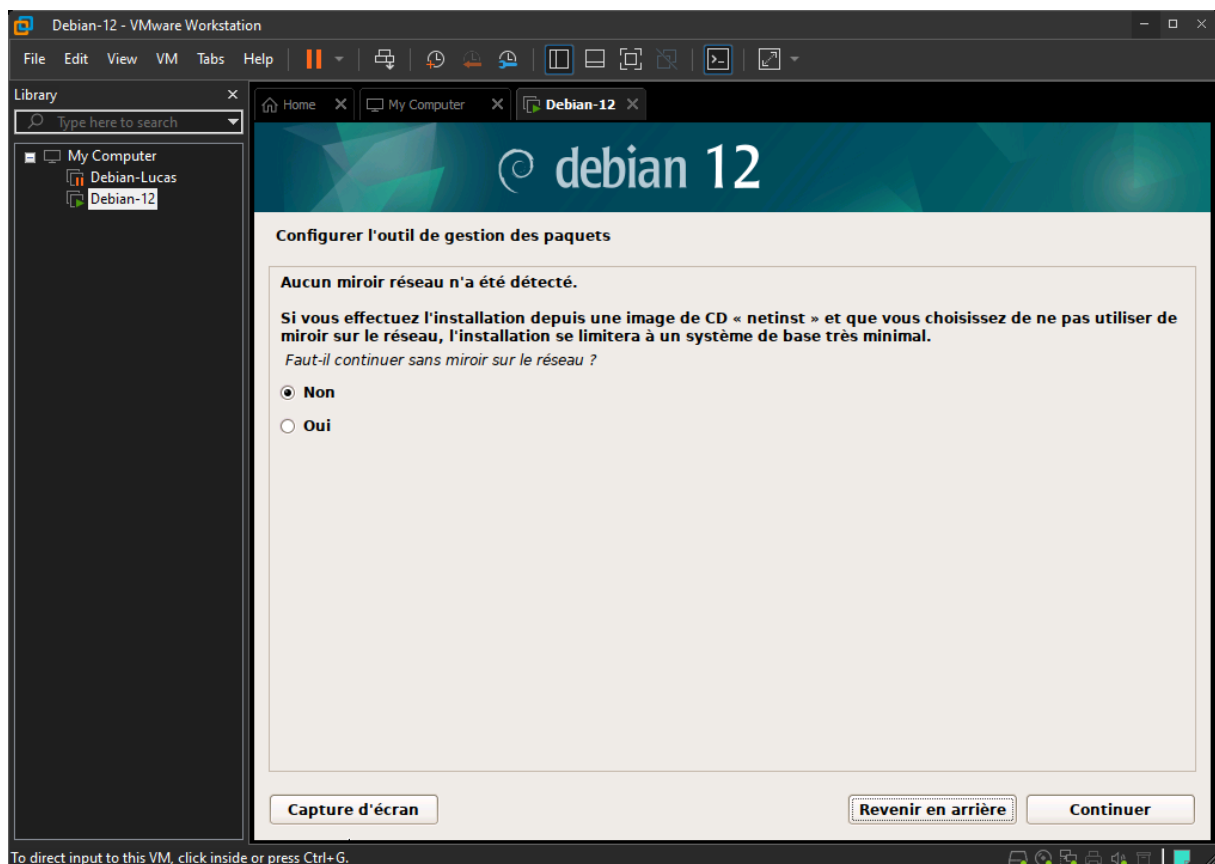 Debian-12 - VMware Workstation
File Edit View VM Tabs Help
Library
Type here to search
My Computer
Debian-Lucas
Debian-12
Home My Computer Debian-12
debian 12
Configurer l'outil de gestion des paquets
Aucun miroir réseau n'a été détecté.
Si vous effectuez l'installation depuis une image de CD « netinst » et que vous choisissez de ne pas utiliser de
miroir sur le réseau, l'installation se limitera à un système de base très minimal.
Faut-il continuer sans miroir sur le réseau ?
Non
Oui
Capture d'écran Revenir en arrière Continuer
To direct input to this VM, click inside or press Ctrl+G.